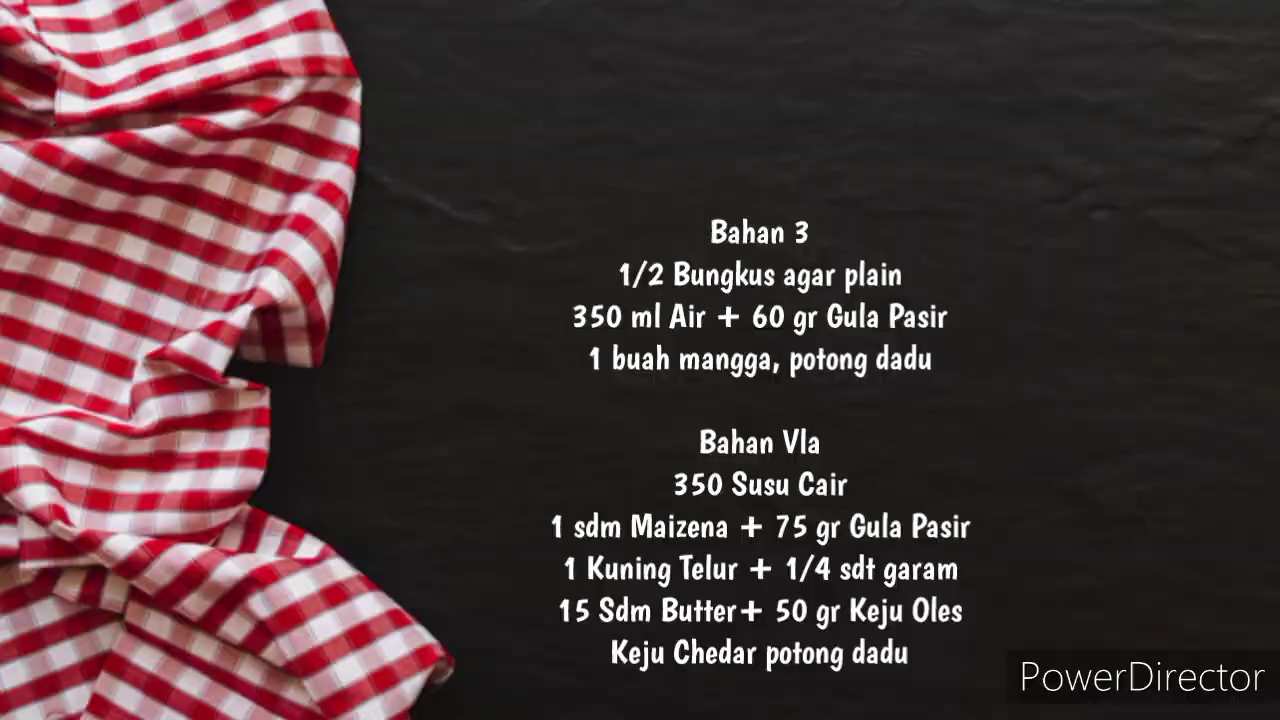 Bahan 3
1/2 Bungkus agar plain
350 ml Air + 60 gr Gula Pasir
1 buah mangga, potong dadu
Bahan Vla
350 Susu Cair
1 sdm Maizena + 75 gr Gula Pasir
1 Kuning Telur + 1/4 sdt garam
15 Sdm Butter+ 50 gr Keju Oles
Keju Chedar potong dadu
PowerDirector